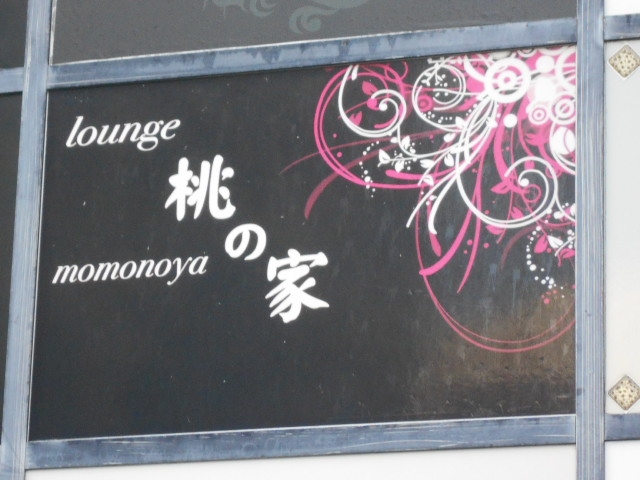 lounge
桃の家
momonoya